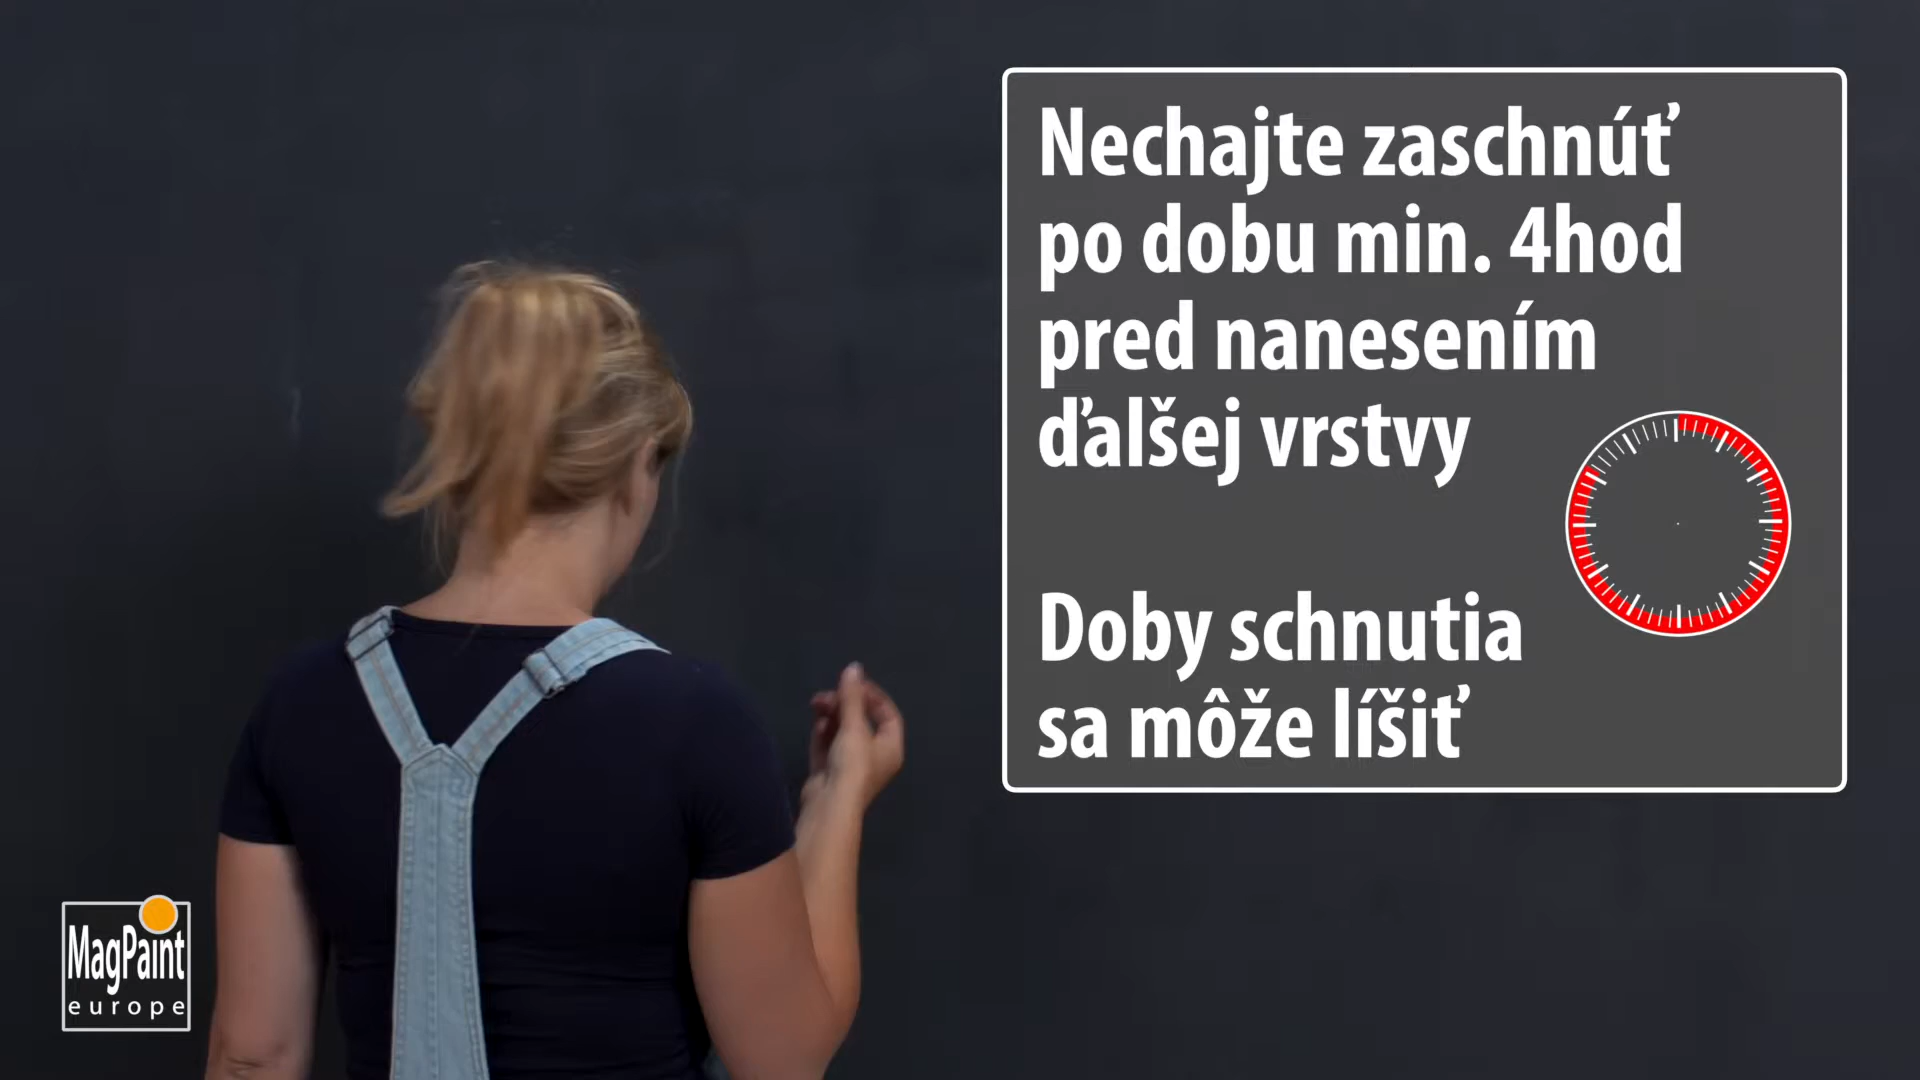 Nechajte zaschnúť
po dobu min. 4hod
pred nanesením
ďalšej vrstvy
Doby schnutia
sa môže líšiť
MagPaint
europe